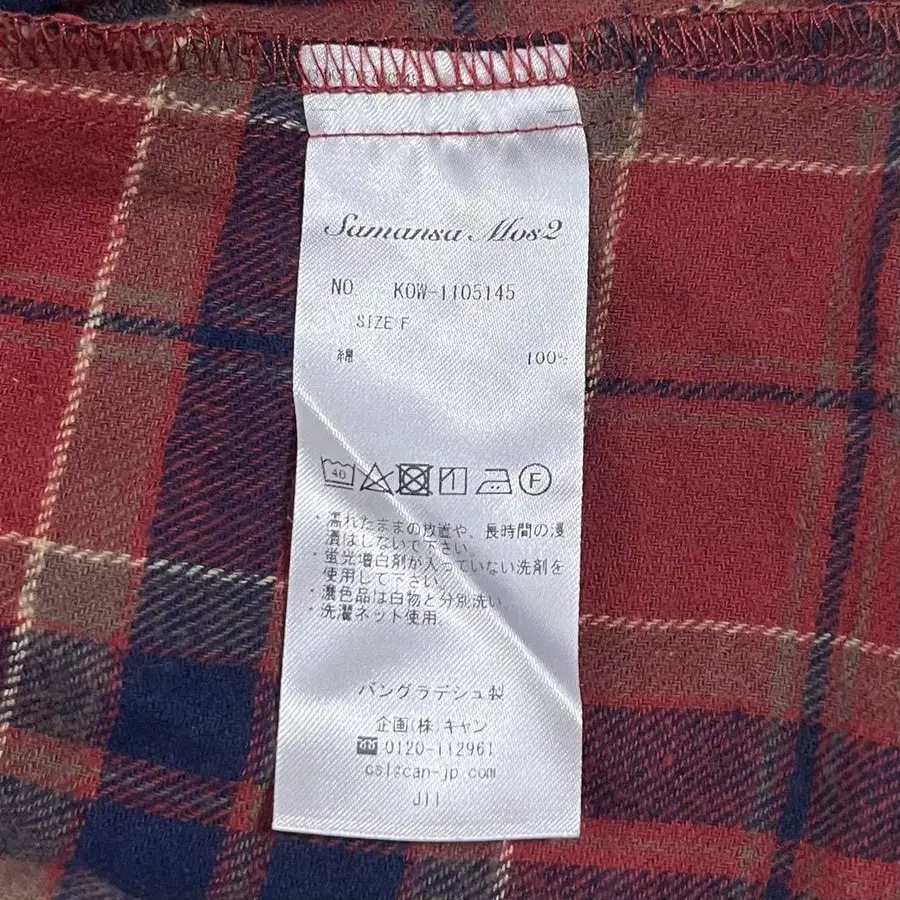 Samansa Mos2
NO. KOW-1105145
SIZE F
綿 100%
40
F
・濡れたままの放置や、長時間の浸
漬はしないで下さい。
・蛍光増白剤が入っていない洗剤を
使用して下さい。
・濃色品は白物と分別洗い。
・洗濯ネット使用。
バングラデシュ製
企画(株)キャン
0120-112961
cs1@can-jp.com
J11